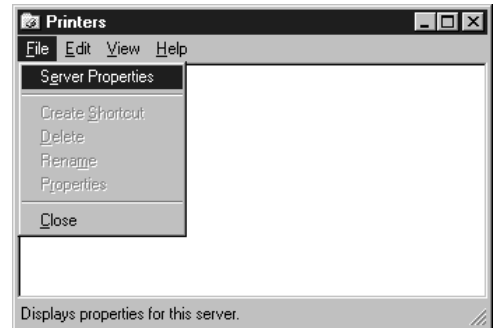 Printers
File Edit View Help
Server Properties
Create Shortcut
Delete
Rename
Properties
Close
Displays properties for this server.